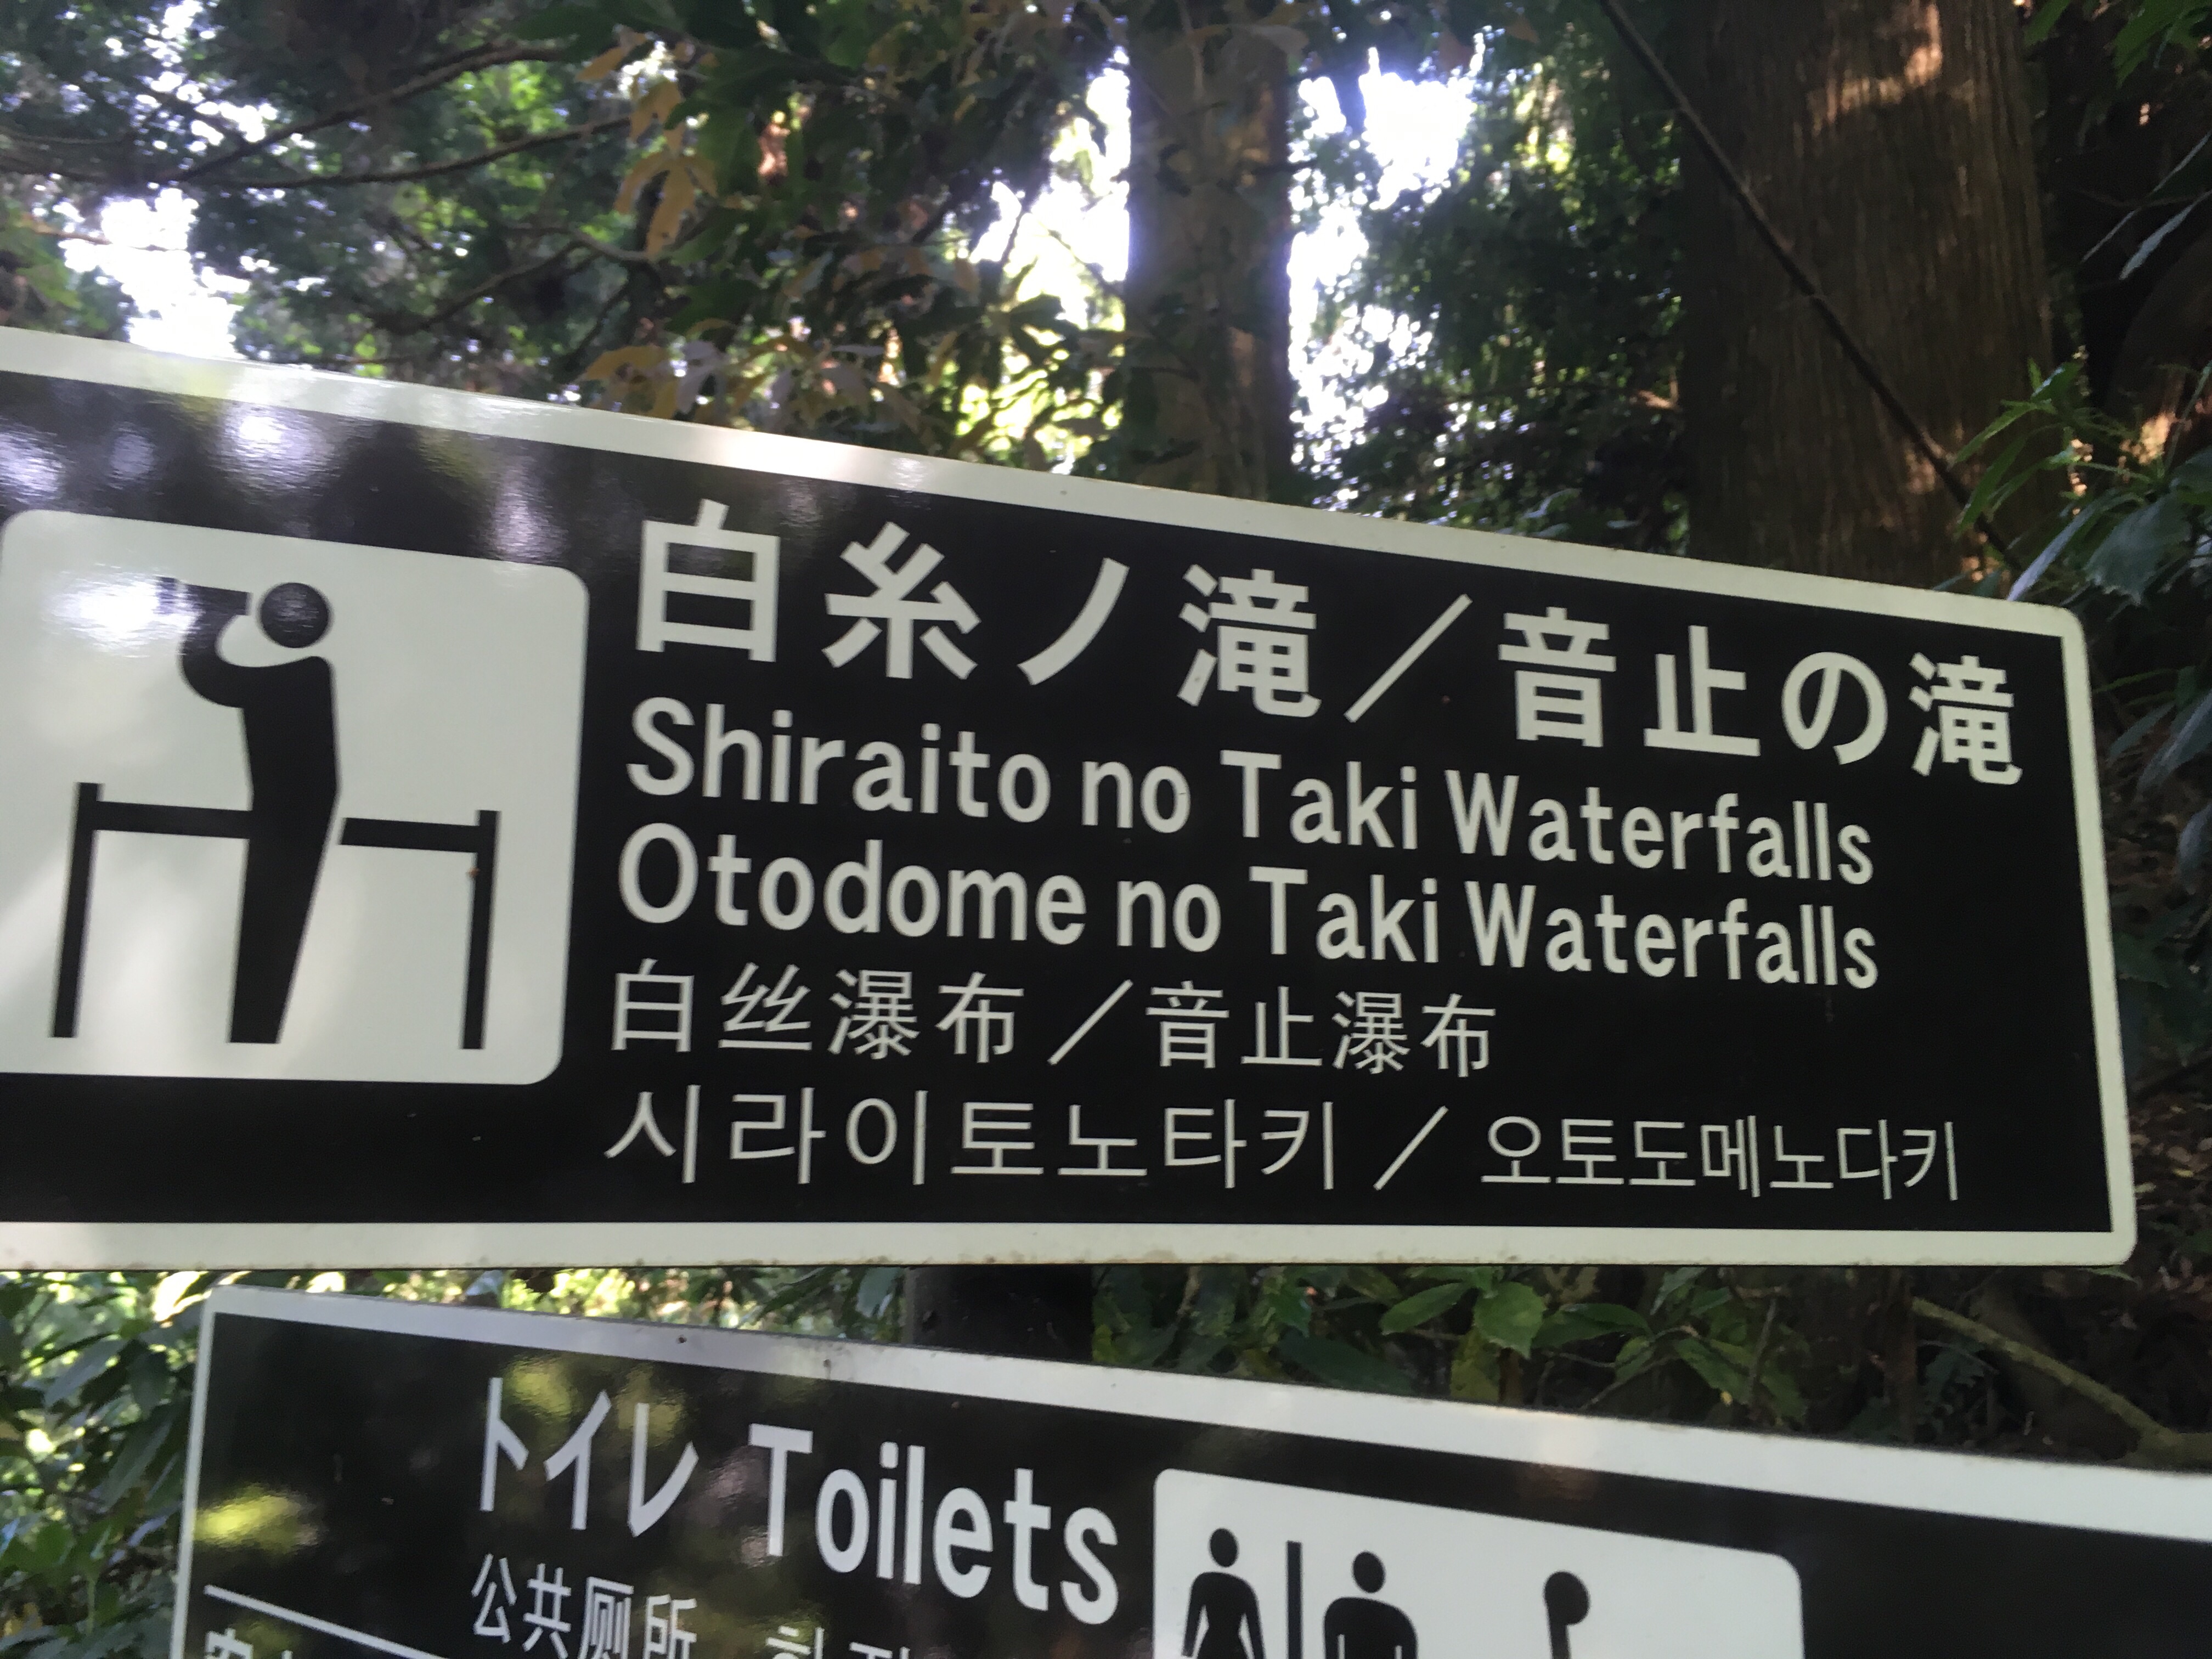 白糸ノ滝／音止の滝
Shiraito no Taki Waterfalls
Otodome no Taki Waterfalls
白丝瀑布／音止瀑布
시라이토노타키 / 오토도메노다키
トイレ Toilets
公共厕所